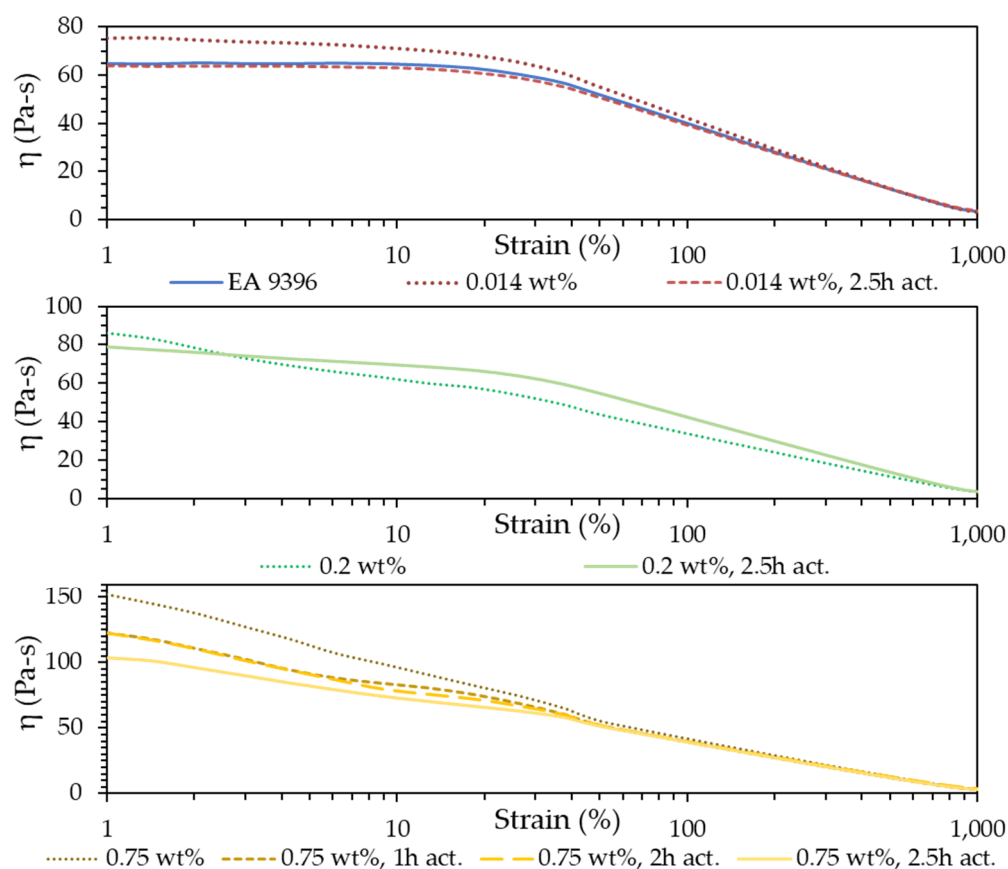 80
60
40
20
0
η (Pa-s)
1 10 100 1,000
Strain (%)
EA 9396 0.014 wt% 0.014 wt%, 2.5h act.
100
80
60
40
20
0
η (Pa-s)
1 10 100 1,000
Strain (%)
0.2 wt% 0.2 wt%, 2.5h act.
150
100
50
0
η (Pa-s)
1 10 100 1,000
Strain (%)
0.75 wt% 0.75 wt%, 1h act. 0.75 wt%, 2h act. 0.75 wt%, 2.5h act.